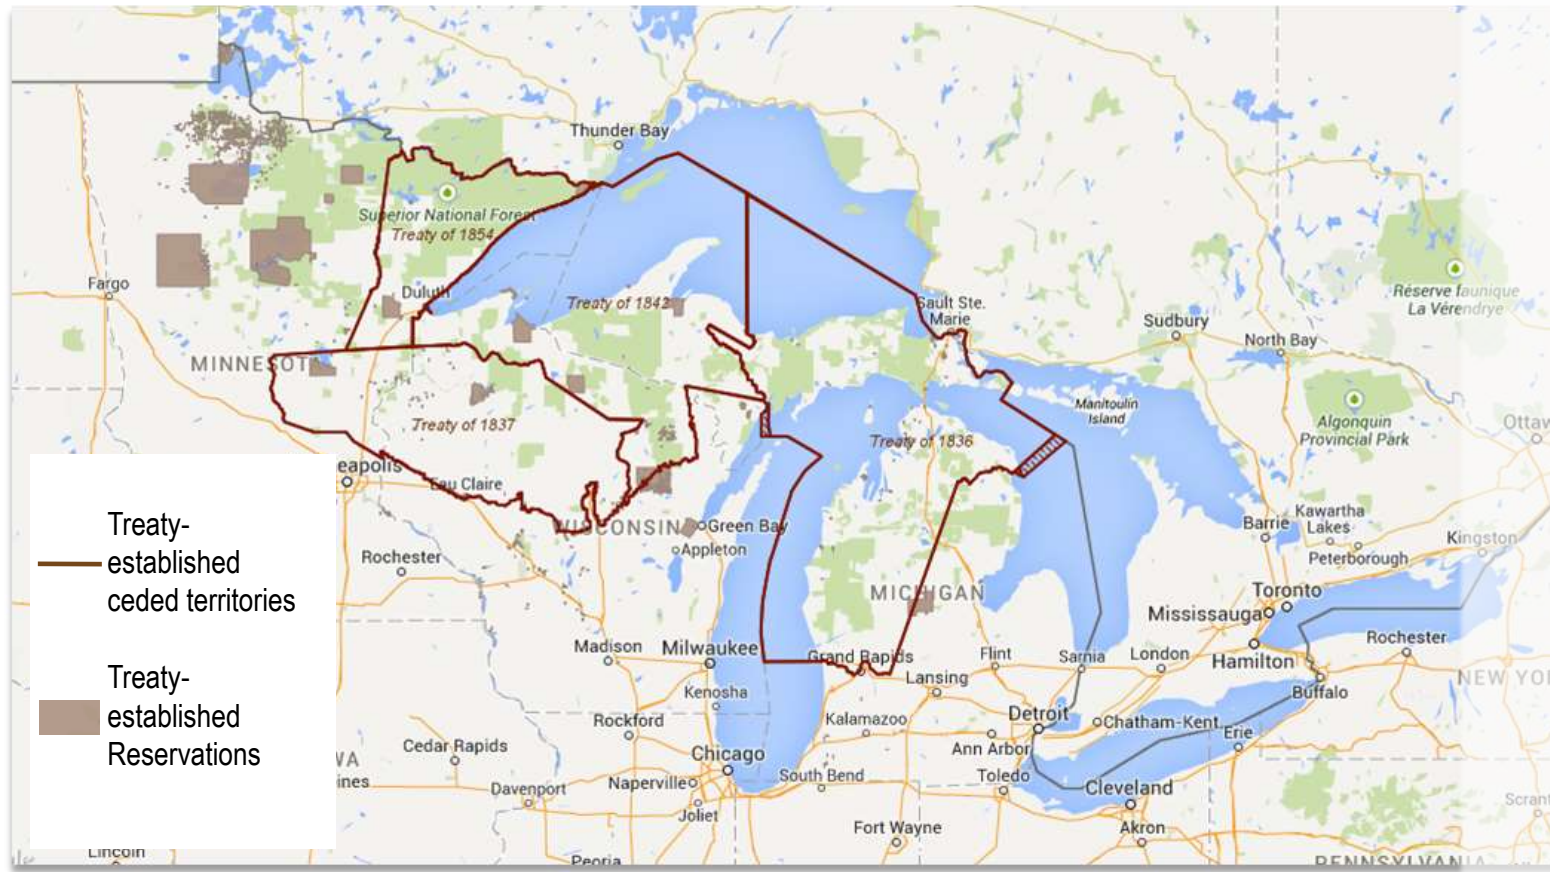 Thunder Bay
Superior National Forest
Treaty of 1854
Fargo
Duluth
Treaty of 1842
Sault Ste.
Marie
Réserve faunique
La Vérendrye
Sudbury
North Bay
MINNESOT
Manitoulin
Island
Algonquin
Provincial Park
Ottaw
Treaty of 1837
Treaty of 1836
eapolis
Eau Claire
WISCONSIN
Green Bay
Appleton
Barrie
Kawartha
Lakes
Peterborough
Kingston
Treaty-
established
ceded territories
Rochester
MICHIGAN
Toronto
Mississauga
Hamilton
Rochester
Madison
Milwaukee
Grand Rapids
Flint
Sarnia
London
Lansing
Buffalo
NEW YO
Treaty-
established
Reservations
Kenosha
Rockford
Kalamazoo
Detroit
Chatham-Kent
Erie
Cedar Rapids
WA
ines
Chicago
Ann Arbor
Naperville
South Bend
Toledo
Davenport
Cleveland
Scrant
Joliet
Fort Wayne
Akron
Lincoln
Peoria
PENNSYLVANIA